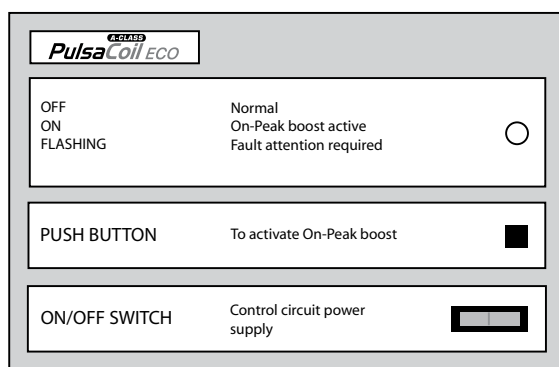 A-CLASS
PulsaCoil ECO
OFF Normal
ON On-Peak boost active
FLASHING Fault attention required
PUSH BUTTON To activate On-Peak boost
ON/OFF SWITCH Control circuit power
supply